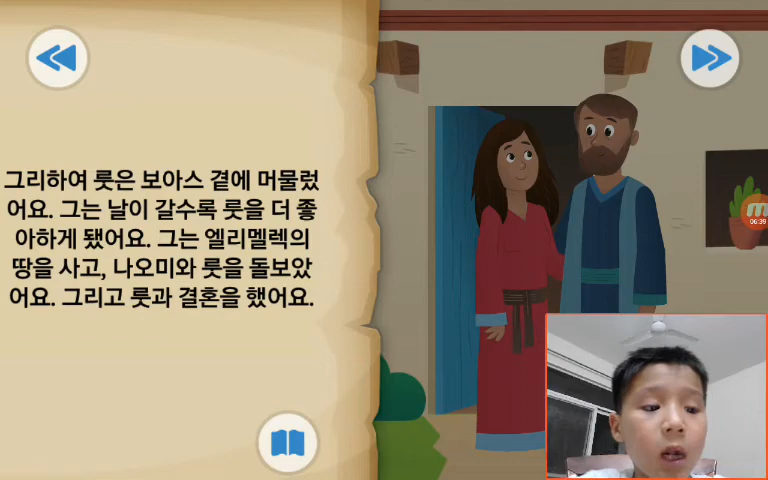 그리하여 룻은 보아스 곁에 머물렀
어요. 그는 날이 갈수록 룻을 더 좋
아하게 됐어요. 그는 엘리멜렉의
땅을 사고, 나오미와 룻을 돌보았
어요. 그리고 룻과 결혼을 했어요.
06:39